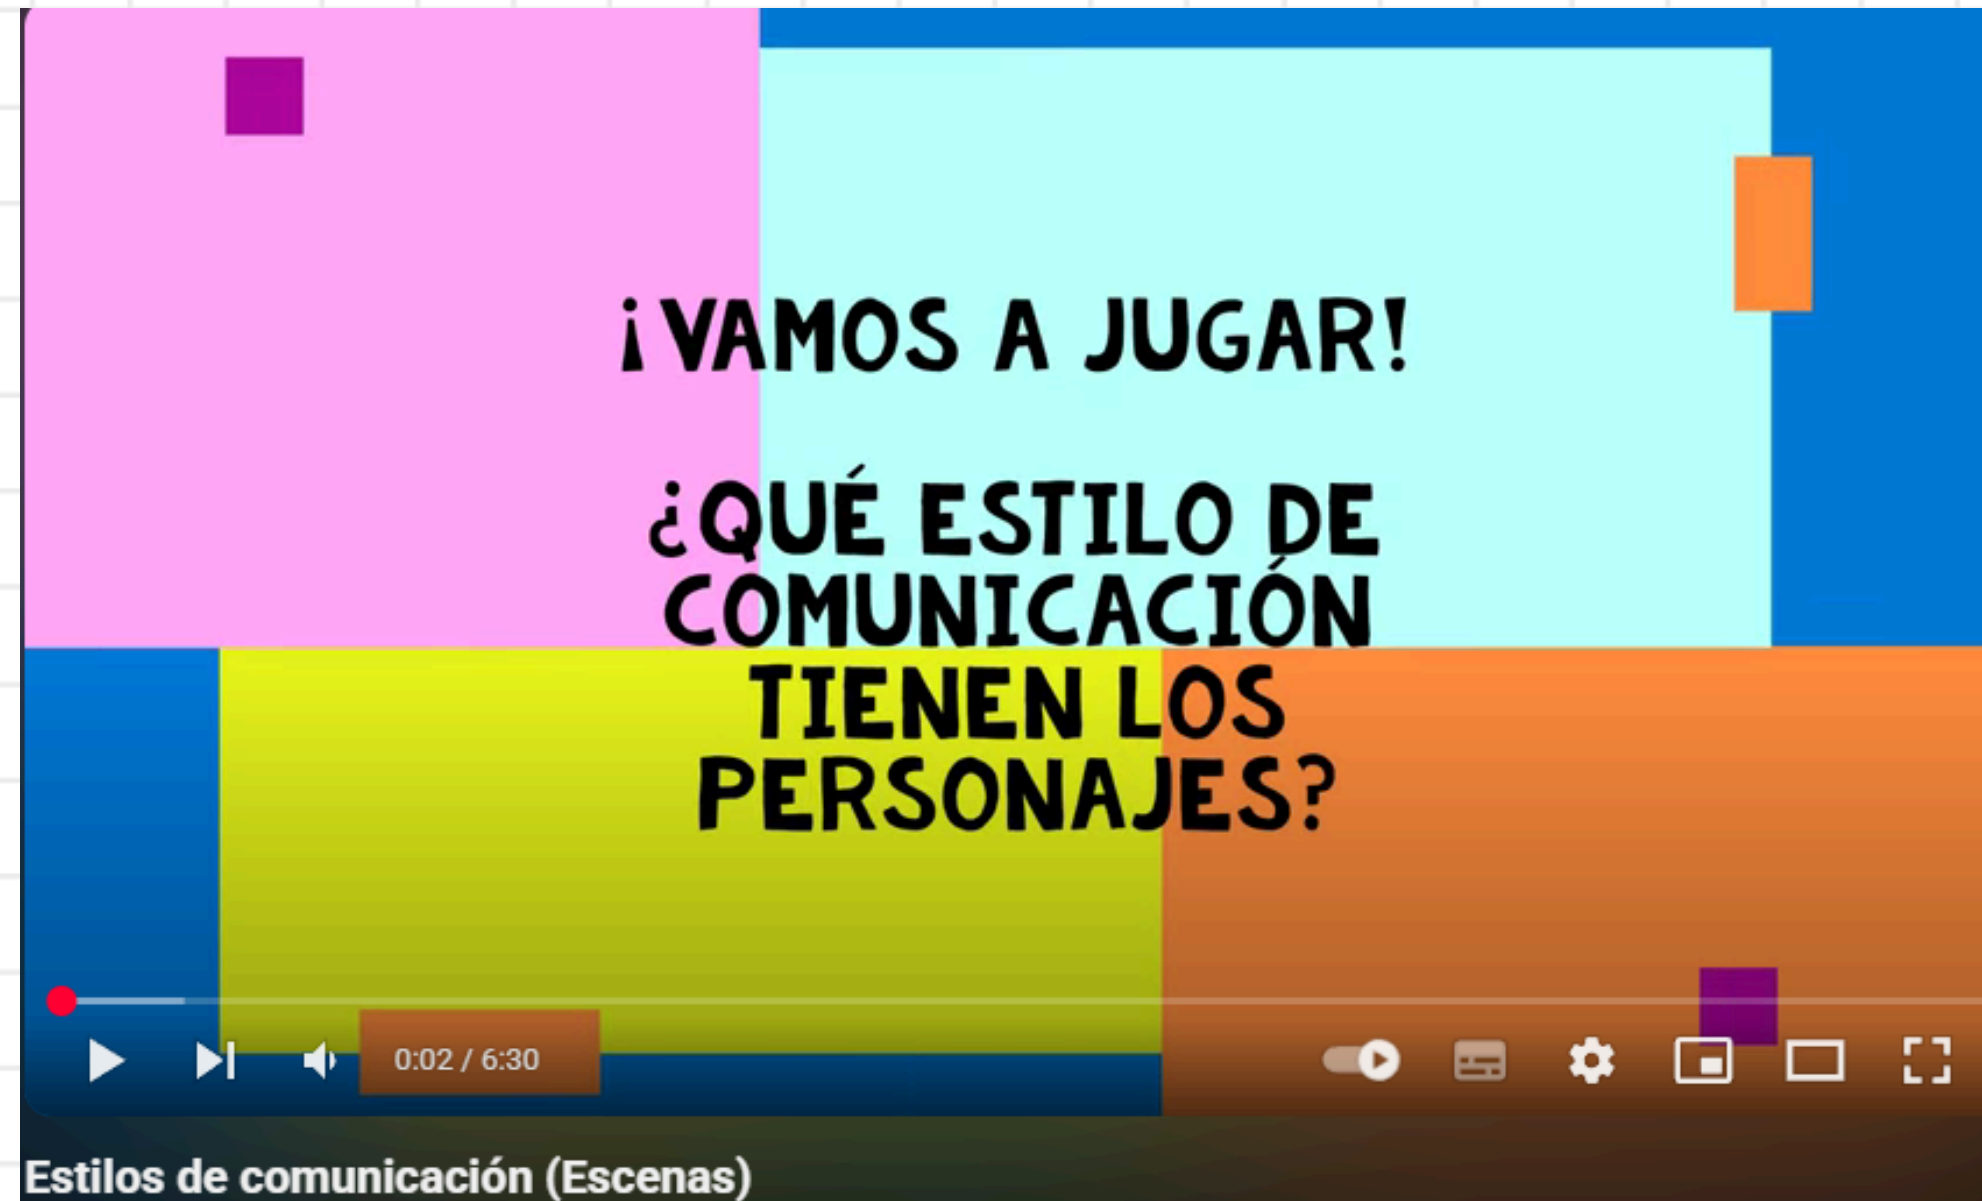 ¡VAMOS A JUGAR!
¿QUÉ ESTILO DE
COMUNICACIÓN
TIENEN LOS
PERSONAJES?
0:02 / 6:30
Estilos de comunicación (Escenas)